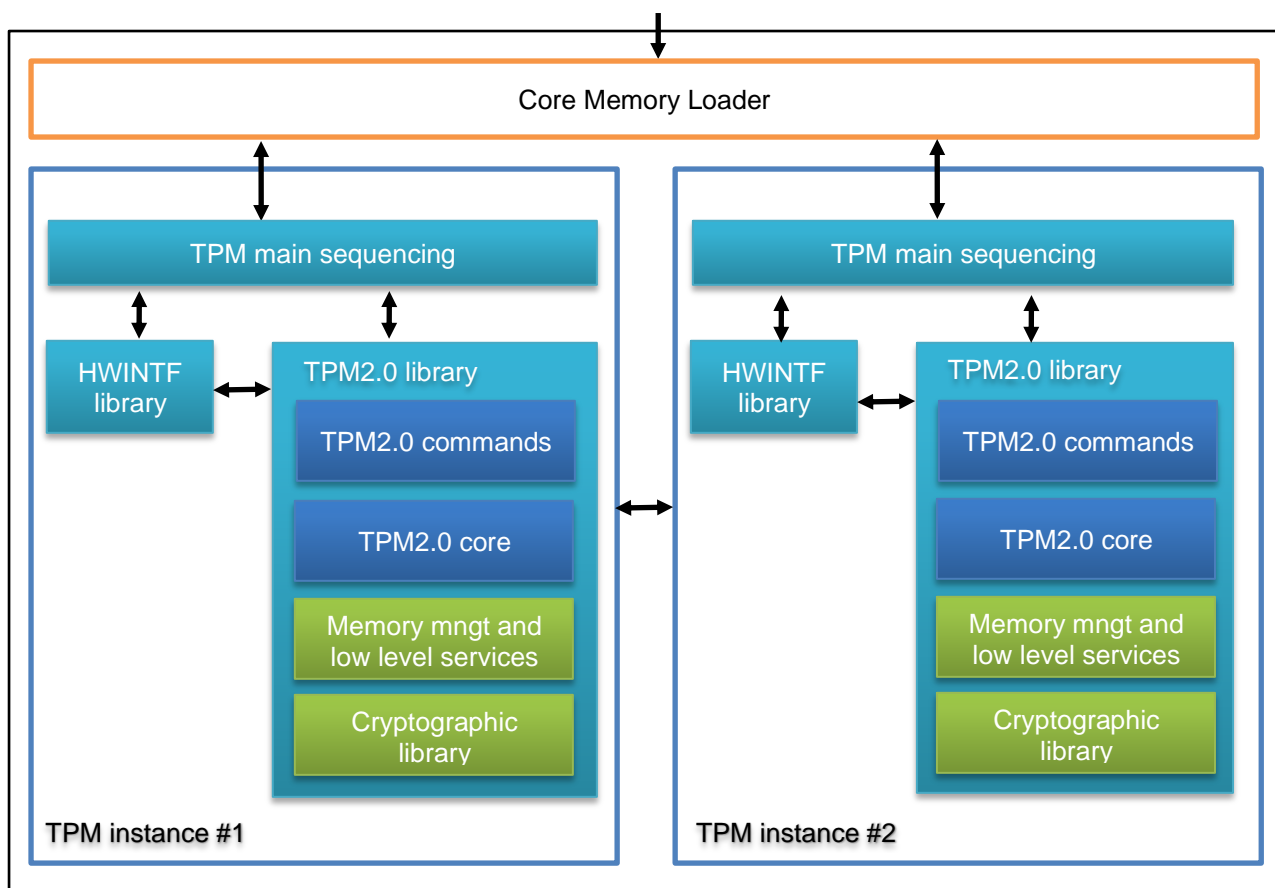 Core Memory Loader
TPM main sequencing
HWINTF
library
TPM2.0 library
TPM2.0 commands
TPM2.0 core
Memory mngt and
low level services
Cryptographic
library
TPM instance #1
TPM main sequencing
HWINTF
library
TPM2.0 library
TPM2.0 commands
TPM2.0 core
Memory mngt and
low level services
Cryptographic
library
TPM instance #2